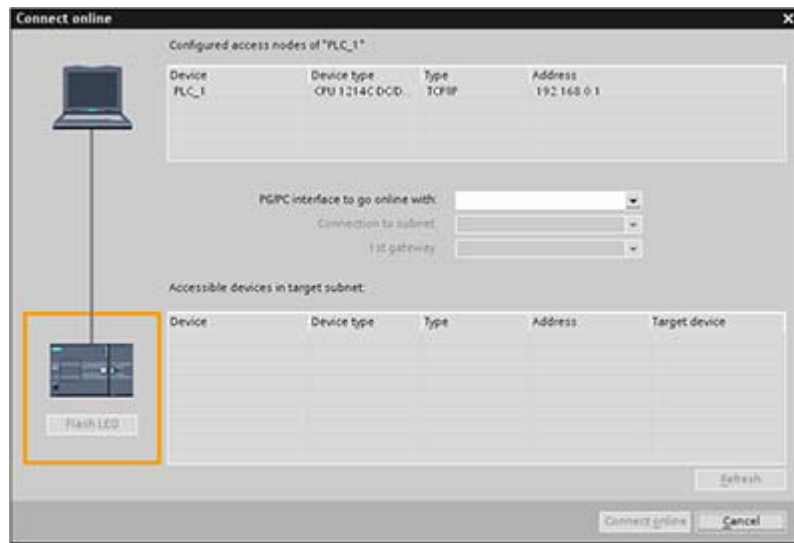 Connect online
Configured access nodes of "PLC_1"
Device Device type Type Address
PLC_1 CPU 1214C DC/D... TCP/IP 192.168.0.1
PG/PC interface to go online with:
Connection to subnet:
1st gateway:
Accessible devices in target subnet:
Device Device type Type Address Target device
Flash LED
Refresh
Connect online Cancel